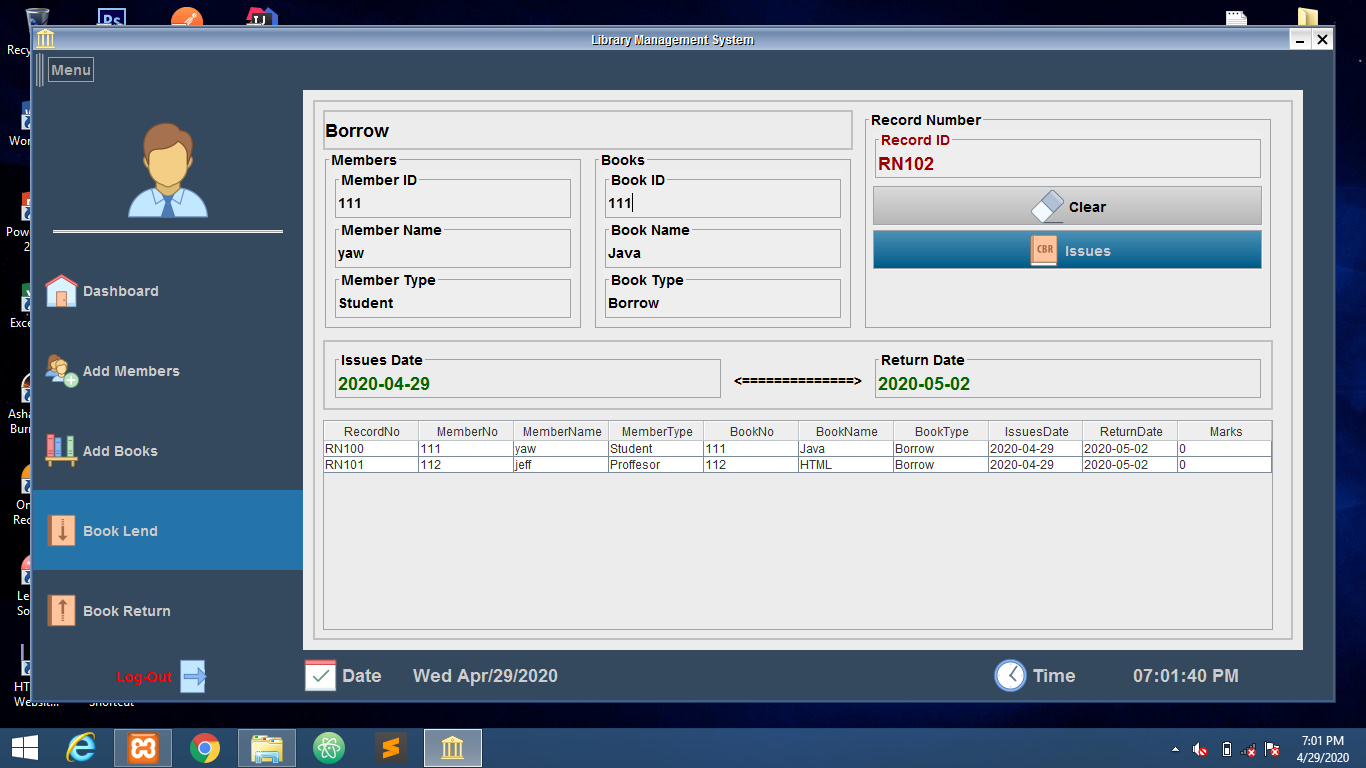 Ps
Library Management System
Recy
Menu
Wor
Borrow
Record Number
Record ID
RN102
Members
Books
Member ID
111
Book ID
111
Clear
Member Name
yaw
Book Name
Java
CBR
Issues
Member Type
Student
Book Type
Borrow
Powe
2
Dashboard
Exce
Add Members
Issues Date
2020-04-29
<==============>
Return Date
2020-05-02
Asha
Burn
Add Books
RecordNo MemberNo MemberName MemberType BookNo BookName BookType IssuesDate ReturnDate Marks
RN100 111 yaw Student 111 Java Borrow 2020-04-29 2020-05-02 0
RN101 112 jeff Proffesor 112 HTML Borrow 2020-04-29 2020-05-02 0
On
Rec
Book Lend
Le
So
Book Return
Log-Out
Date
Wed Apr/29/2020
Time
07:01:40 PM
HT
Websit...
Shortcut
7:01 PM
4/29/2020